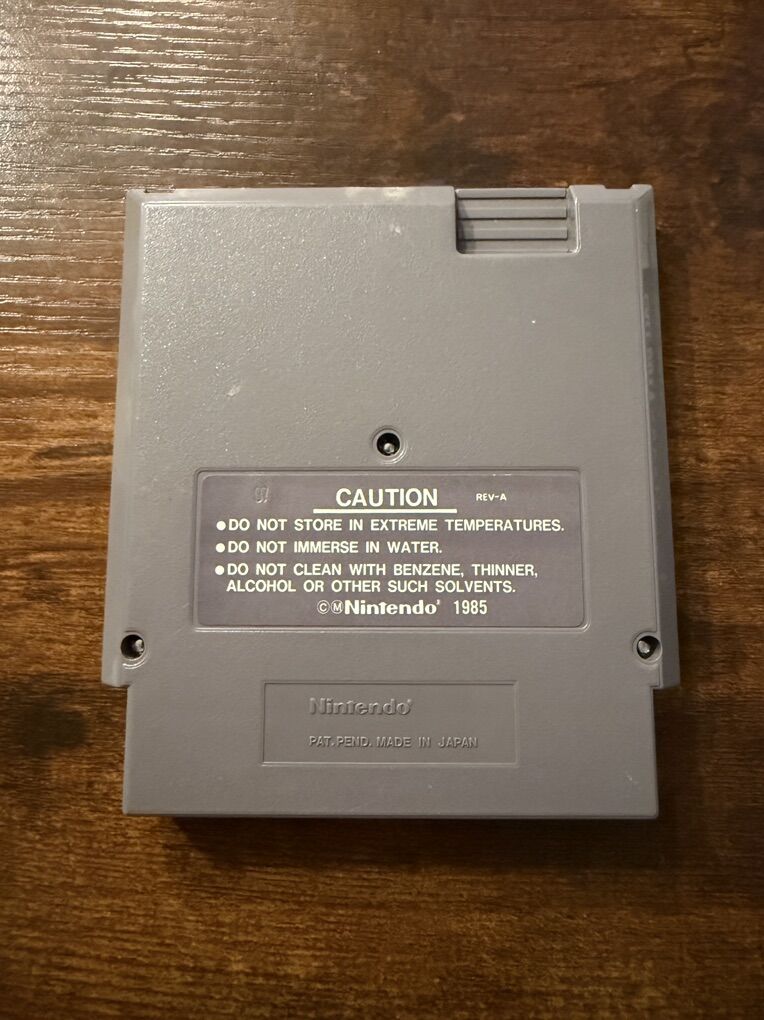 CAUTION REV-A
●DO NOT STORE IN EXTREME TEMPERATURES.
●DO NOT IMMERSE IN WATER.
●DO NOT CLEAN WITH BENZENE, THINNER,
ALCOHOL OR OTHER SUCH SOLVENTS.
©ⓂNintendo® 1985
Nintendo®
PAT. PEND. MADE IN JAPAN